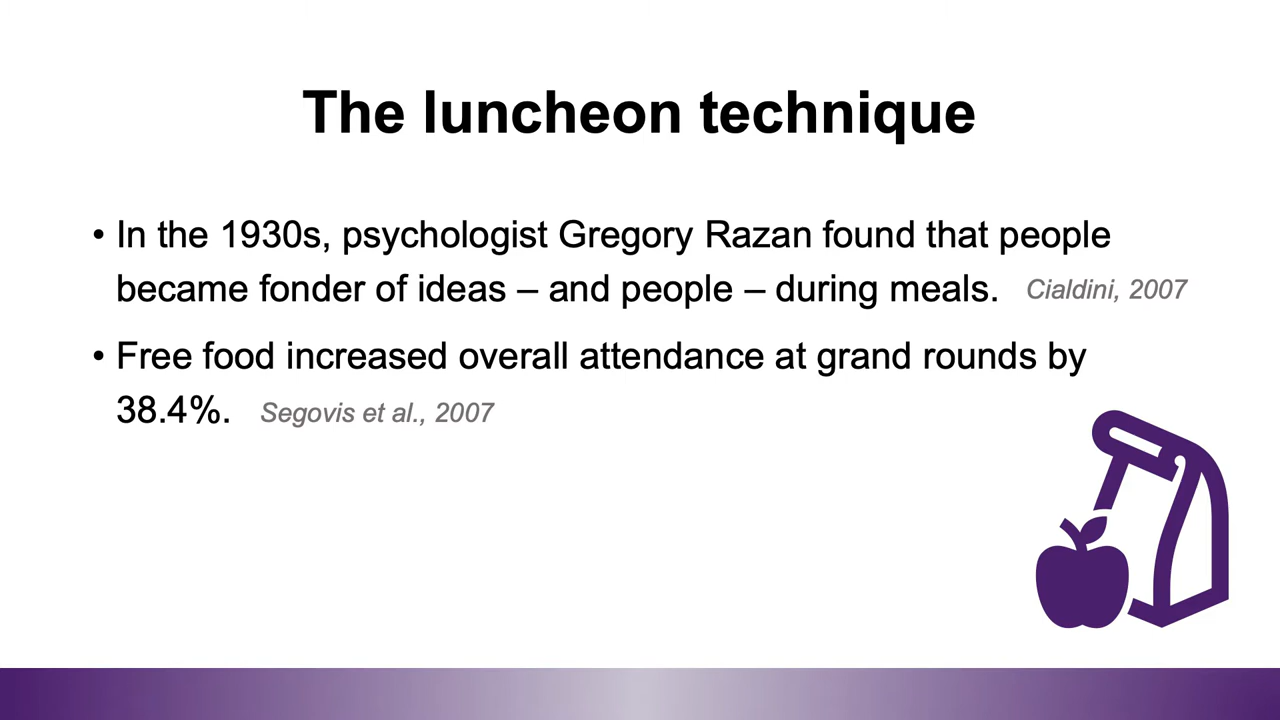 The luncheon technique
• In the 1930s, psychologist Gregory Razan found that people
became fonder of ideas – and people – during meals. Cialdini, 2007
• Free food increased overall attendance at grand rounds by
38.4%. Segovis et al., 2007